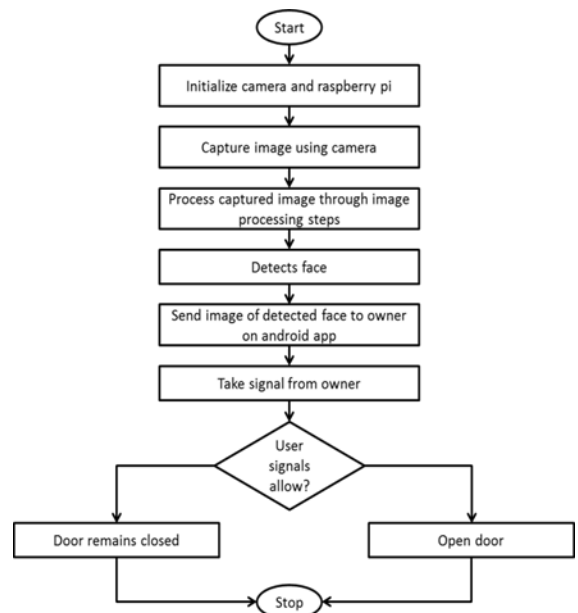 Start
Initialize camera and raspberry pi
Capture image using camera
Process captured image through image
processing steps
Detects face
Send image of detected face to owner
on android app
Take signal from owner
User
signals
allow?
Door remains closed
Open door
Stop